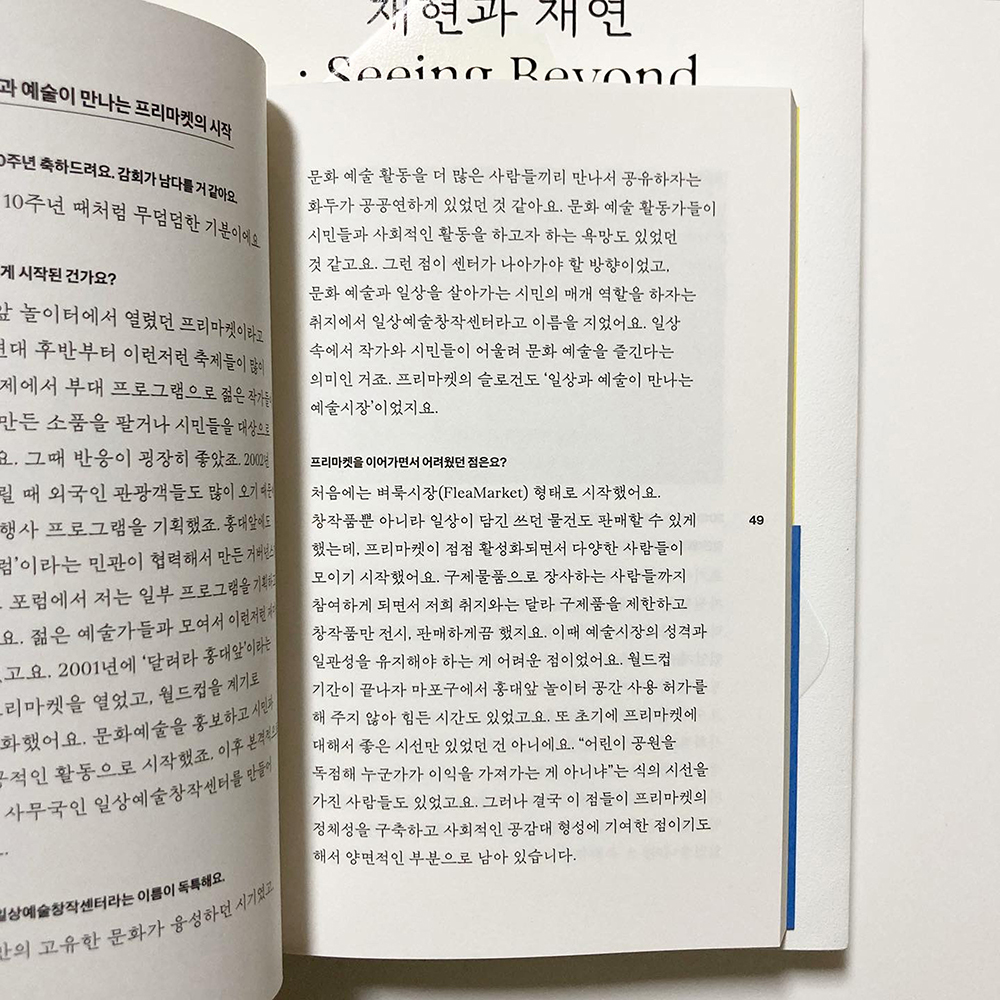 재현과 재연
: Seeing Beyond
과 예술이 만나는 프리마켓의 시작
0주년 축하드려요. 감회가 남다를 거 같아요.
10주년 때처럼 무덤덤한 기분이에요
게 시작된 건가요?
앞 놀이터에서 열렸던 프리마켓이라고
년대 후반부터 이런저런 축제들이 많이
제에서 부대 프로그램으로 젊은 작가들이
만든 소품을 팔거나 시민들을 대상으로
요. 그때 반응이 굉장히 좋았죠. 2002년
릴 때 외국인 관광객들도 많이 오기 때문에
행사 프로그램을 기획했죠. 홍대앞에도
럼'이라는 민관이 협력해서 만든 거버넌스
포럼에서 저는 일부 프로그램을 기획하고
요. 젊은 예술가들과 모여서 이런저런
고요. 2001년에 '달려라 홍대앞'이라는
프리마켓을 열었고, 월드컵을 계기로
화했어요. 문화예술을 홍보하고 시민과
공적인 활동으로 시작했죠. 이후 본격적으
사무국인 일상예술창작센터를 만들어
일상예술창작센터라는 이름이 독특해요.
만의 고유한 문화가 융성하던 시기였고,
문화 예술 활동을 더 많은 사람들끼리 만나서 공유하자는
화두가 공공연하게 있었던 것 같아요. 문화 예술 활동가들이
시민들과 사회적인 활동을 하고자 하는 욕망도 있었던
것 같고요. 그런 점이 센터가 나아가야 할 방향이었고,
문화 예술과 일상을 살아가는 시민의 매개 역할을 하자는
취지에서 일상예술창작센터라고 이름을 지었어요. 일상
속에서 작가와 시민들이 어울려 문화 예술을 즐긴다는
의미인 거죠. 프리마켓의 슬로건도 '일상과 예술이 만나는
예술시장'이었지요.
프리마켓을 이어가면서 어려웠던 점은요?
처음에는 벼룩시장(FleaMarket) 형태로 시작했어요.
창작품뿐 아니라 일상이 담긴 쓰던 물건도 판매할 수 있게
했는데, 프리마켓이 점점 활성화되면서 다양한 사람들이
모이기 시작했어요. 구제물품으로 장사하는 사람들까지
참여하게 되면서 저희 취지와는 달라 구제품을 제한하고
창작품만 전시, 판매하게끔 했지요. 이때 예술시장의 성격과
일관성을 유지해야 하는 게 어려운 점이었어요. 월드컵
기간이 끝나자 마포구에서 홍대앞 놀이터 공간 사용 허가를
해 주지 않아 힘든 시간도 있었고요. 또 초기에 프리마켓에
대해서 좋은 시선만 있었던 건 아니에요. “어린이 공원을
독점해 누군가가 이익을 가져가는 게 아니냐”는 식의 시선을
가진 사람들도 있었고요. 그러나 결국 이 점들이 프리마켓의
정체성을 구축하고 사회적인 공감대 형성에 기여한 점이기도
해서 양면적인 부분으로 남아 있습니다.
49